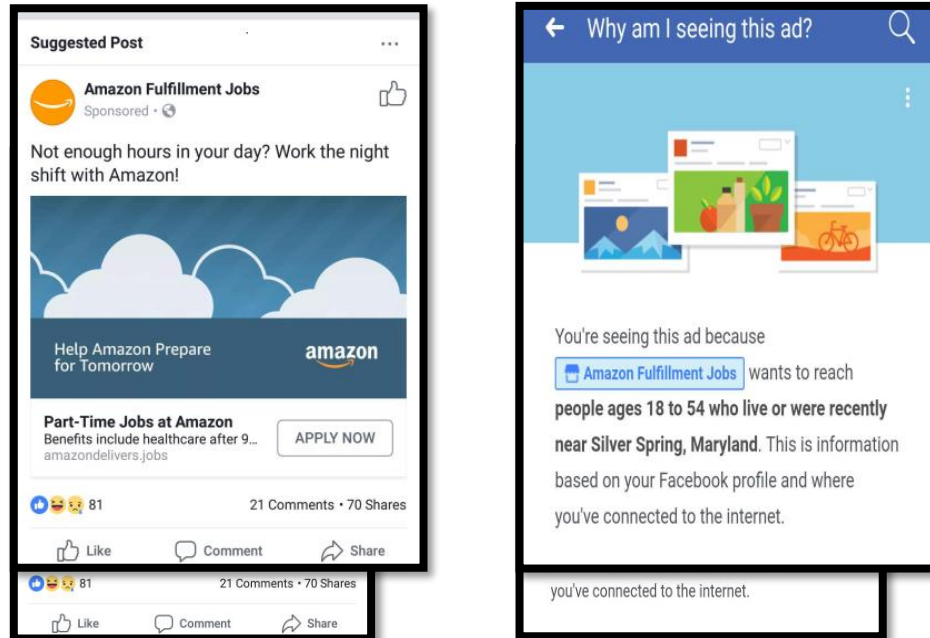 Suggested Post
Amazon Fulfillment Jobs
Sponsored ·
Not enough hours in your day? Work the night
shift with Amazon!
Help Amazon Prepare
for Tomorrow
amazon
Part-Time Jobs at Amazon
Benefits include healthcare after 9...
amazondelivers.jobs
APPLY NOW
81
21 Comments • 70 Shares
Like
Comment
Share
81
21 Comments • 70 Shares
Like
Comment
Share
Why am I seeing this ad?
You're seeing this ad because
Amazon Fulfillment Jobs wants to reach
people ages 18 to 54 who live or were recently
near Silver Spring, Maryland. This is information
based on your Facebook profile and where
you've connected to the internet.
you've connected to the internet.